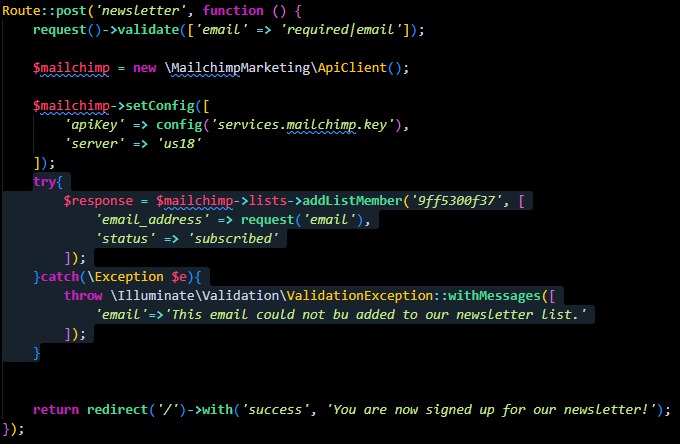 Route::post('newsletter', function () {
    request()->validate(['email' => 'required|email']);

    $mailchimp = new \MailchimpMarketing\ApiClient();

    $mailchimp->setConfig([
        'apiKey' => config('services.mailchimp.key'),
        'server' => 'us18'
    ]);
    try{
        $response = $mailchimp->lists->addListMember('9ff5300f37', [
            'email_address' => request('email'),
            'status' => 'subscribed'
        ]);
    }catch(\Exception $e){
        throw \Illuminate\Validation\ValidationException::withMessages([
            'email'=>'This email could not bu added to our newsletter list.'
        ]);
    }


    return redirect('/')->with('success', 'You are now signed up for our newsletter!');
});